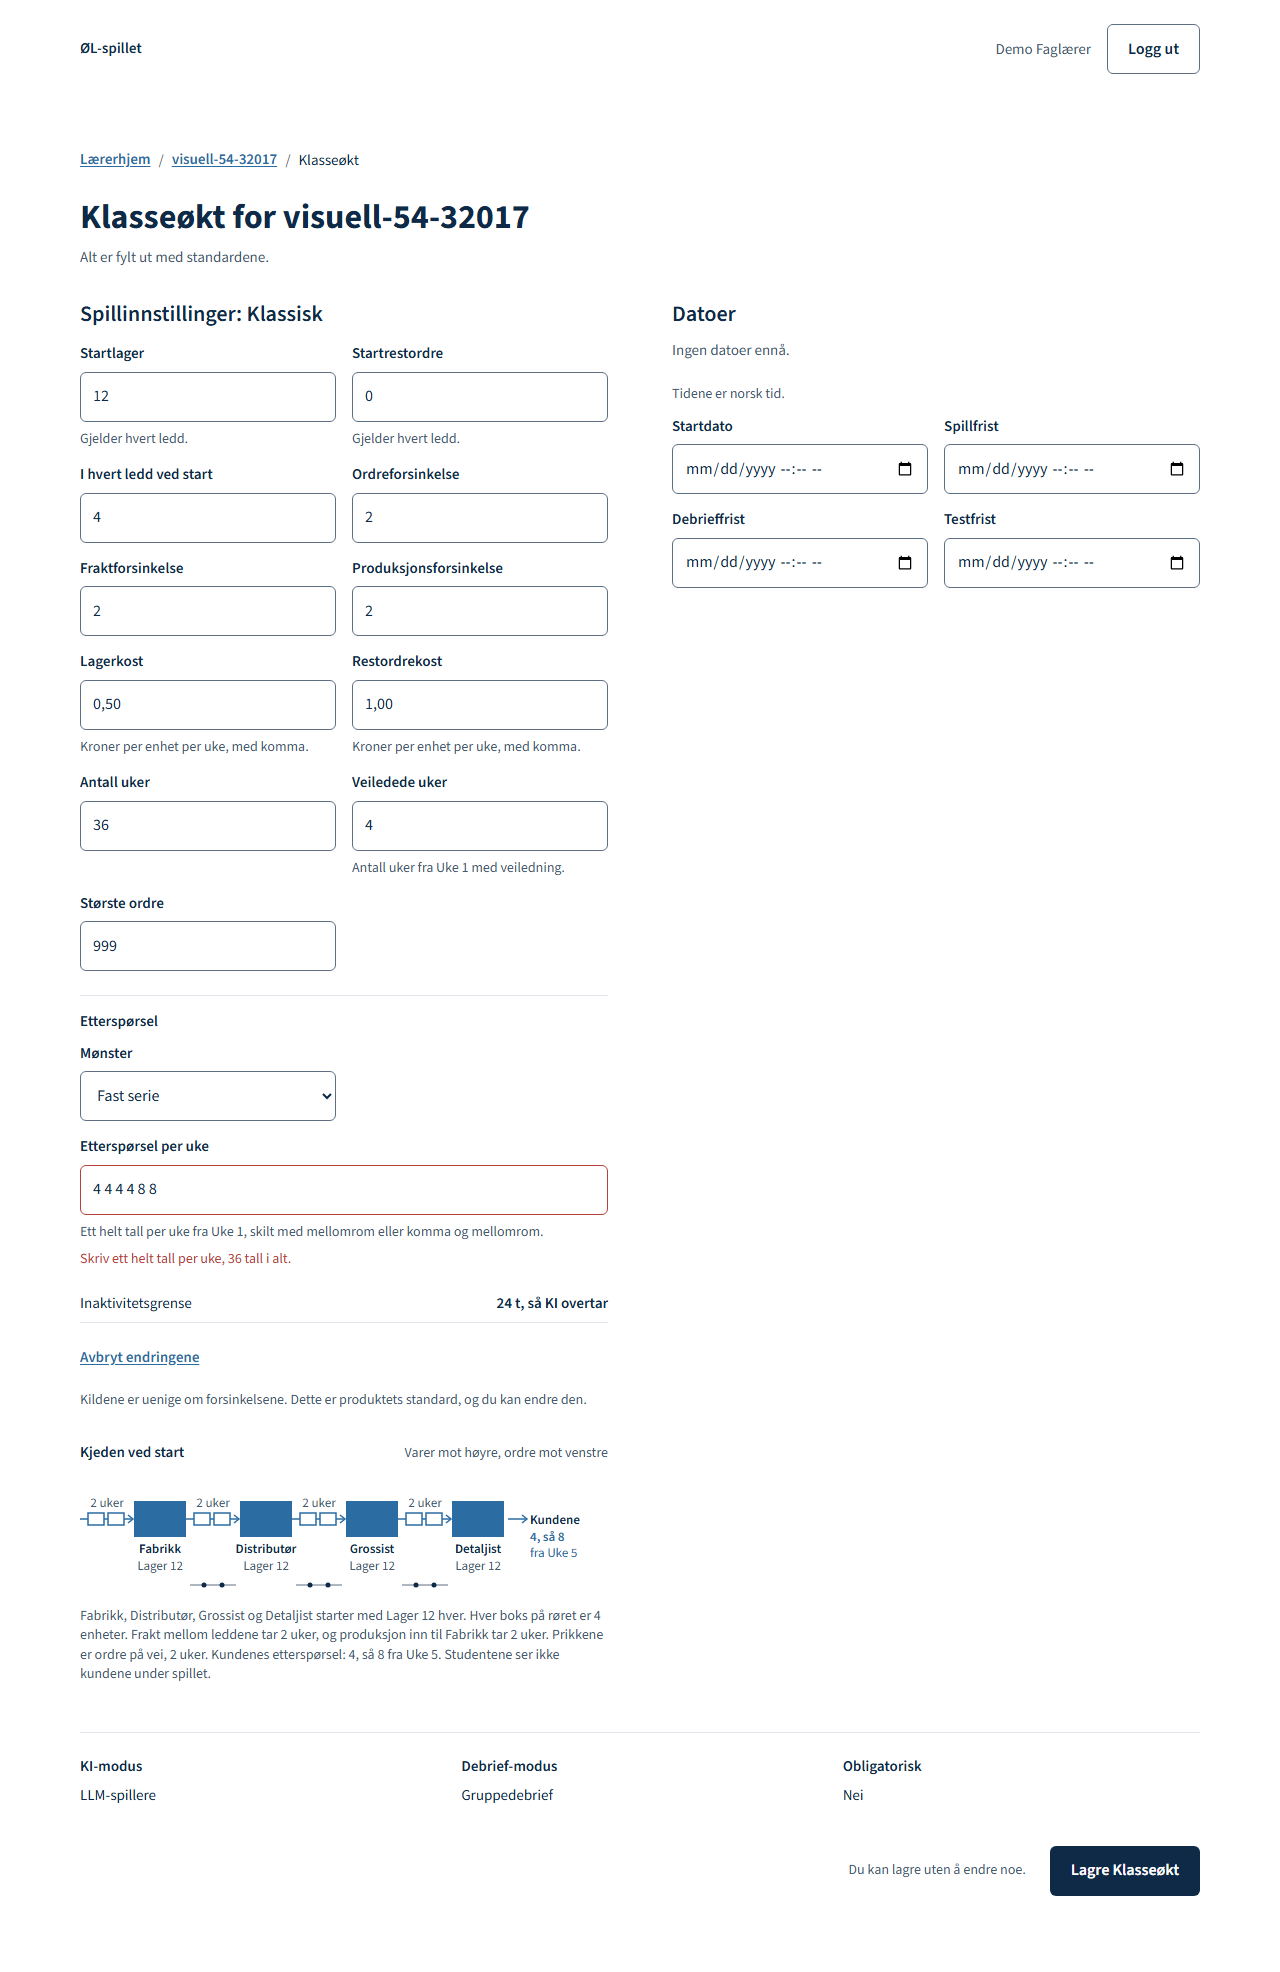 ØL-spillet
Demo Faglærer
Logg ut
Lærerhjem / visuell-54-32017 / Klasseøkt
Klasseøkt for visuell-54-32017
Alt er fylt ut med standardene.
Spillinnstillinger: Klassisk
Startlager
Startrestordre
12
0
Gjelder hvert ledd.
Gjelder hvert ledd.
I hvert ledd ved start
Ordreforsinkelse
4
2
Fraktforsinkelse
Produksjonsforsinkelse
2
2
Lagerkost
Restordrekost
0,50
1,00
Kroner per enhet per uke, med komma.
Kroner per enhet per uke, med komma.
Antall uker
Veiledede uker
36
4
Antall uker fra Uke 1 med veiledning.
Største ordre
999
Etterspørsel
Mønster
Fast serie
Etterspørsel per uke
4 4 4 4 8 8
Ett helt tall per uke fra Uke 1, skilt med mellomrom eller komma og mellomrom.
Skriv ett helt tall per uke, 36 tall i alt.
Inaktivitetsgrense
24 t, så KI overtar
Avbryt endringene
Kildene er uenige om forsinkelsene. Dette er produktets standard, og du kan endre den.
Kjeden ved start
Varer mot høyre, ordre mot venstre
2 uker
2 uker
2 uker
2 uker
Fabrikk
Lager 12
Distributør
Lager 12
Grossist
Lager 12
Detaljist
Lager 12
Kundene
4, så 8
fra Uke 5
Fabrikk, Distributør, Grossist og Detaljist starter med Lager 12 hver. Hver boks på røret er 4
enheter. Frakt mellom leddene tar 2 uker, og produksjon inn til Fabrikk tar 2 uker. Prikkene
er ordre på vei, 2 uker. Kundenes etterspørsel: 4, så 8 fra Uke 5. Studentene ser ikke
kundene under spillet.
Datoer
Ingen datoer ennå.
Tidene er norsk tid.
Startdato
Spillfrist
mm/dd/yyyy --:-- --
mm/dd/yyyy --:-- --
Debrieffrist
Testfrist
mm/dd/yyyy --:-- --
mm/dd/yyyy --:-- --
KI-modus
LLM-spillere
Debrief-modus
Gruppedebrief
Obligatorisk
Nei
Du kan lagre uten å endre noe.
Lagre Klasseøkt